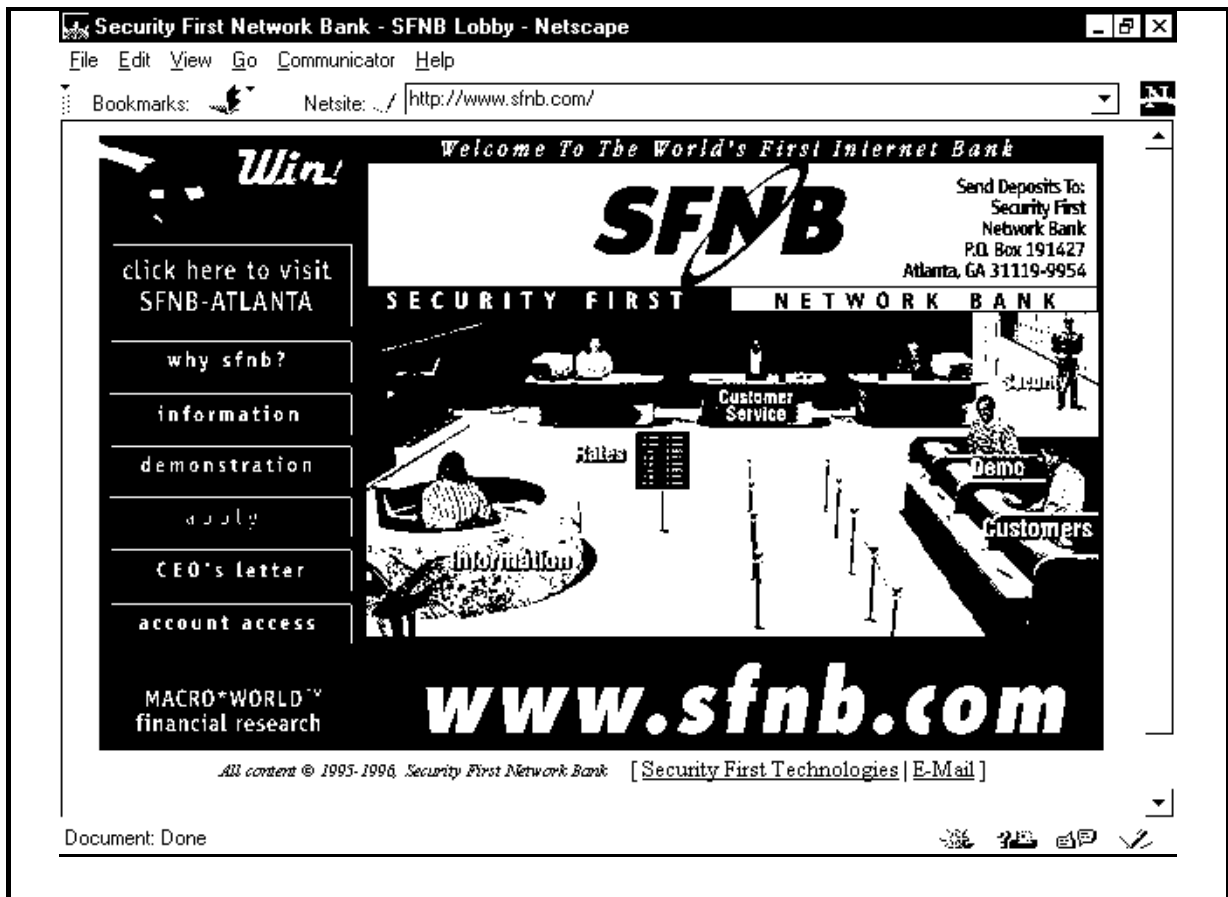 Security First Network Bank - SFNB Lobby - Netscape
File Edit View Go Communicator Help
Bookmarks: Netsite: http://www.sfnb.com/
Welcome To The World's First Internet Bank
Win!
SFNB
Send Deposits To:
Security First
Network Bank
P.O. Box 191427
Atlanta, GA 31119-9954
click here to visit
SFNB-ATLANTA
SECURITY FIRST NETWORK BANK
why sfnb?
information
demonstration
apply
CEO's letter
account access
MACRO*WORLD™
financial research
Security
Customer
Service
Rates
Demo
Customers
Information
www.sfnb.com
All content © 1995-1996, Security First Network Bank [ Security First Technologies | E-Mail ]
Document: Done